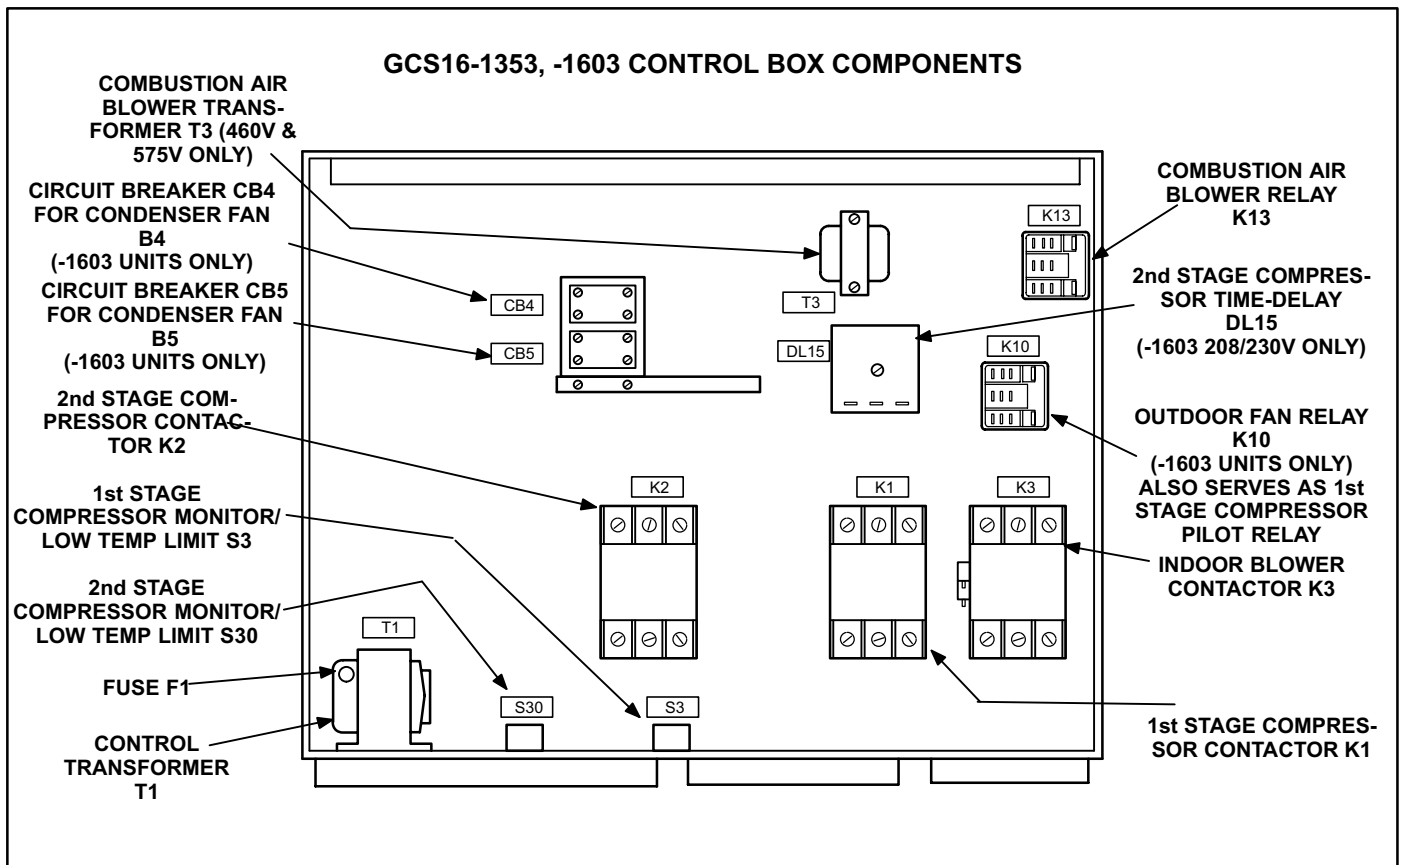 GCS16-1353, -1603 CONTROL BOX COMPONENTS
COMBUSTION AIR
BLOWER TRANS-
FORMER T3 (460V &
575V ONLY)
CIRCUIT BREAKER CB4
FOR CONDENSER FAN
B4
(-1603 UNITS ONLY)
CIRCUIT BREAKER CB5
FOR CONDENSER FAN
B5
(-1603 UNITS ONLY)
2nd STAGE COM-
PRESSOR CONTAC-
TOR K2
1st STAGE
COMPRESSOR MONITOR/
LOW TEMP LIMIT S3
2nd STAGE
COMPRESSOR MONITOR/
LOW TEMP LIMIT S30
FUSE F1
CONTROL
TRANSFORMER
T1
CB4
CB5
T3
DL15
K13
K10
K2
K1
K3
T1
S30
S3
COMBUSTION AIR
BLOWER RELAY
K13
2nd STAGE COMPRES-
SOR TIME-DELAY
DL15
(-1603 208/230V ONLY)
OUTDOOR FAN RELAY
K10
(-1603 UNITS ONLY)
ALSO SERVES AS 1st
STAGE COMPRESSOR
PILOT RELAY
INDOOR BLOWER
CONTACTOR K3
1st STAGE COMPRES-
SOR CONTACTOR K1